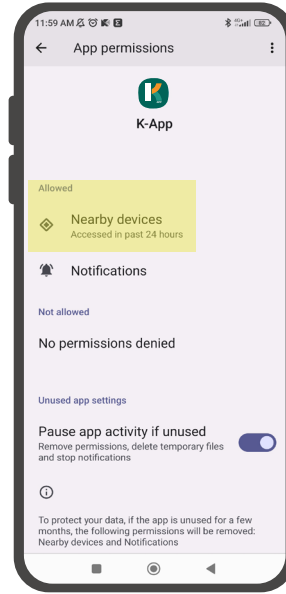 11:59 AM
App permissions
K-App
Allowed
Nearby devices
Accessed in past 24 hours
Notifications
Not allowed
No permissions denied
Unused app settings
Pause app activity if unused
Remove permissions, delete temporary files
and stop notifications
To protect your data, if the app is unused for a few
months, the following permissions will be removed:
Nearby devices and Notifications